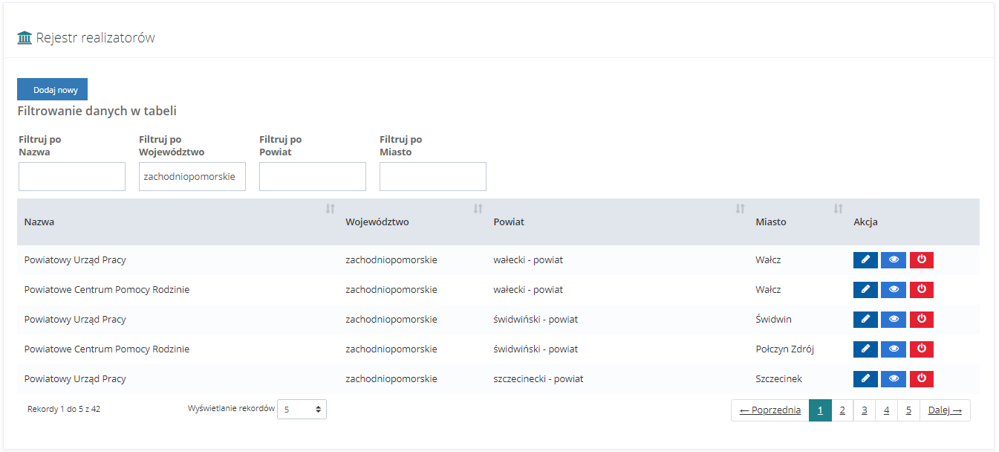 Rejestr realizatorów
Dodaj nowy
Filtrowanie danych w tabeli
Filtruj po Nazwa
Filtruj po Województwo
Filtruj po Powiat
Filtruj po Miasto
zachodniopomorskie
Nazwa Województwo Powiat Miasto Akcja
Powiatowy Urząd Pracy zachodniopomorskie wałecki - powiat Wałcz
Powiatowe Centrum Pomocy Rodzinie zachodniopomorskie wałecki - powiat Wałcz
Powiatowy Urząd Pracy zachodniopomorskie świdwiński - powiat Świdwin
Powiatowe Centrum Pomocy Rodzinie zachodniopomorskie świdwiński - powiat Połczyn Zdrój
Powiatowy Urząd Pracy zachodniopomorskie szczecinecki - powiat Szczecinek
Rekordy 1 do 5 z 42 Wyświetlanie rekordów 5 ← Poprzednia 1 2 3 4 5 Dalej →